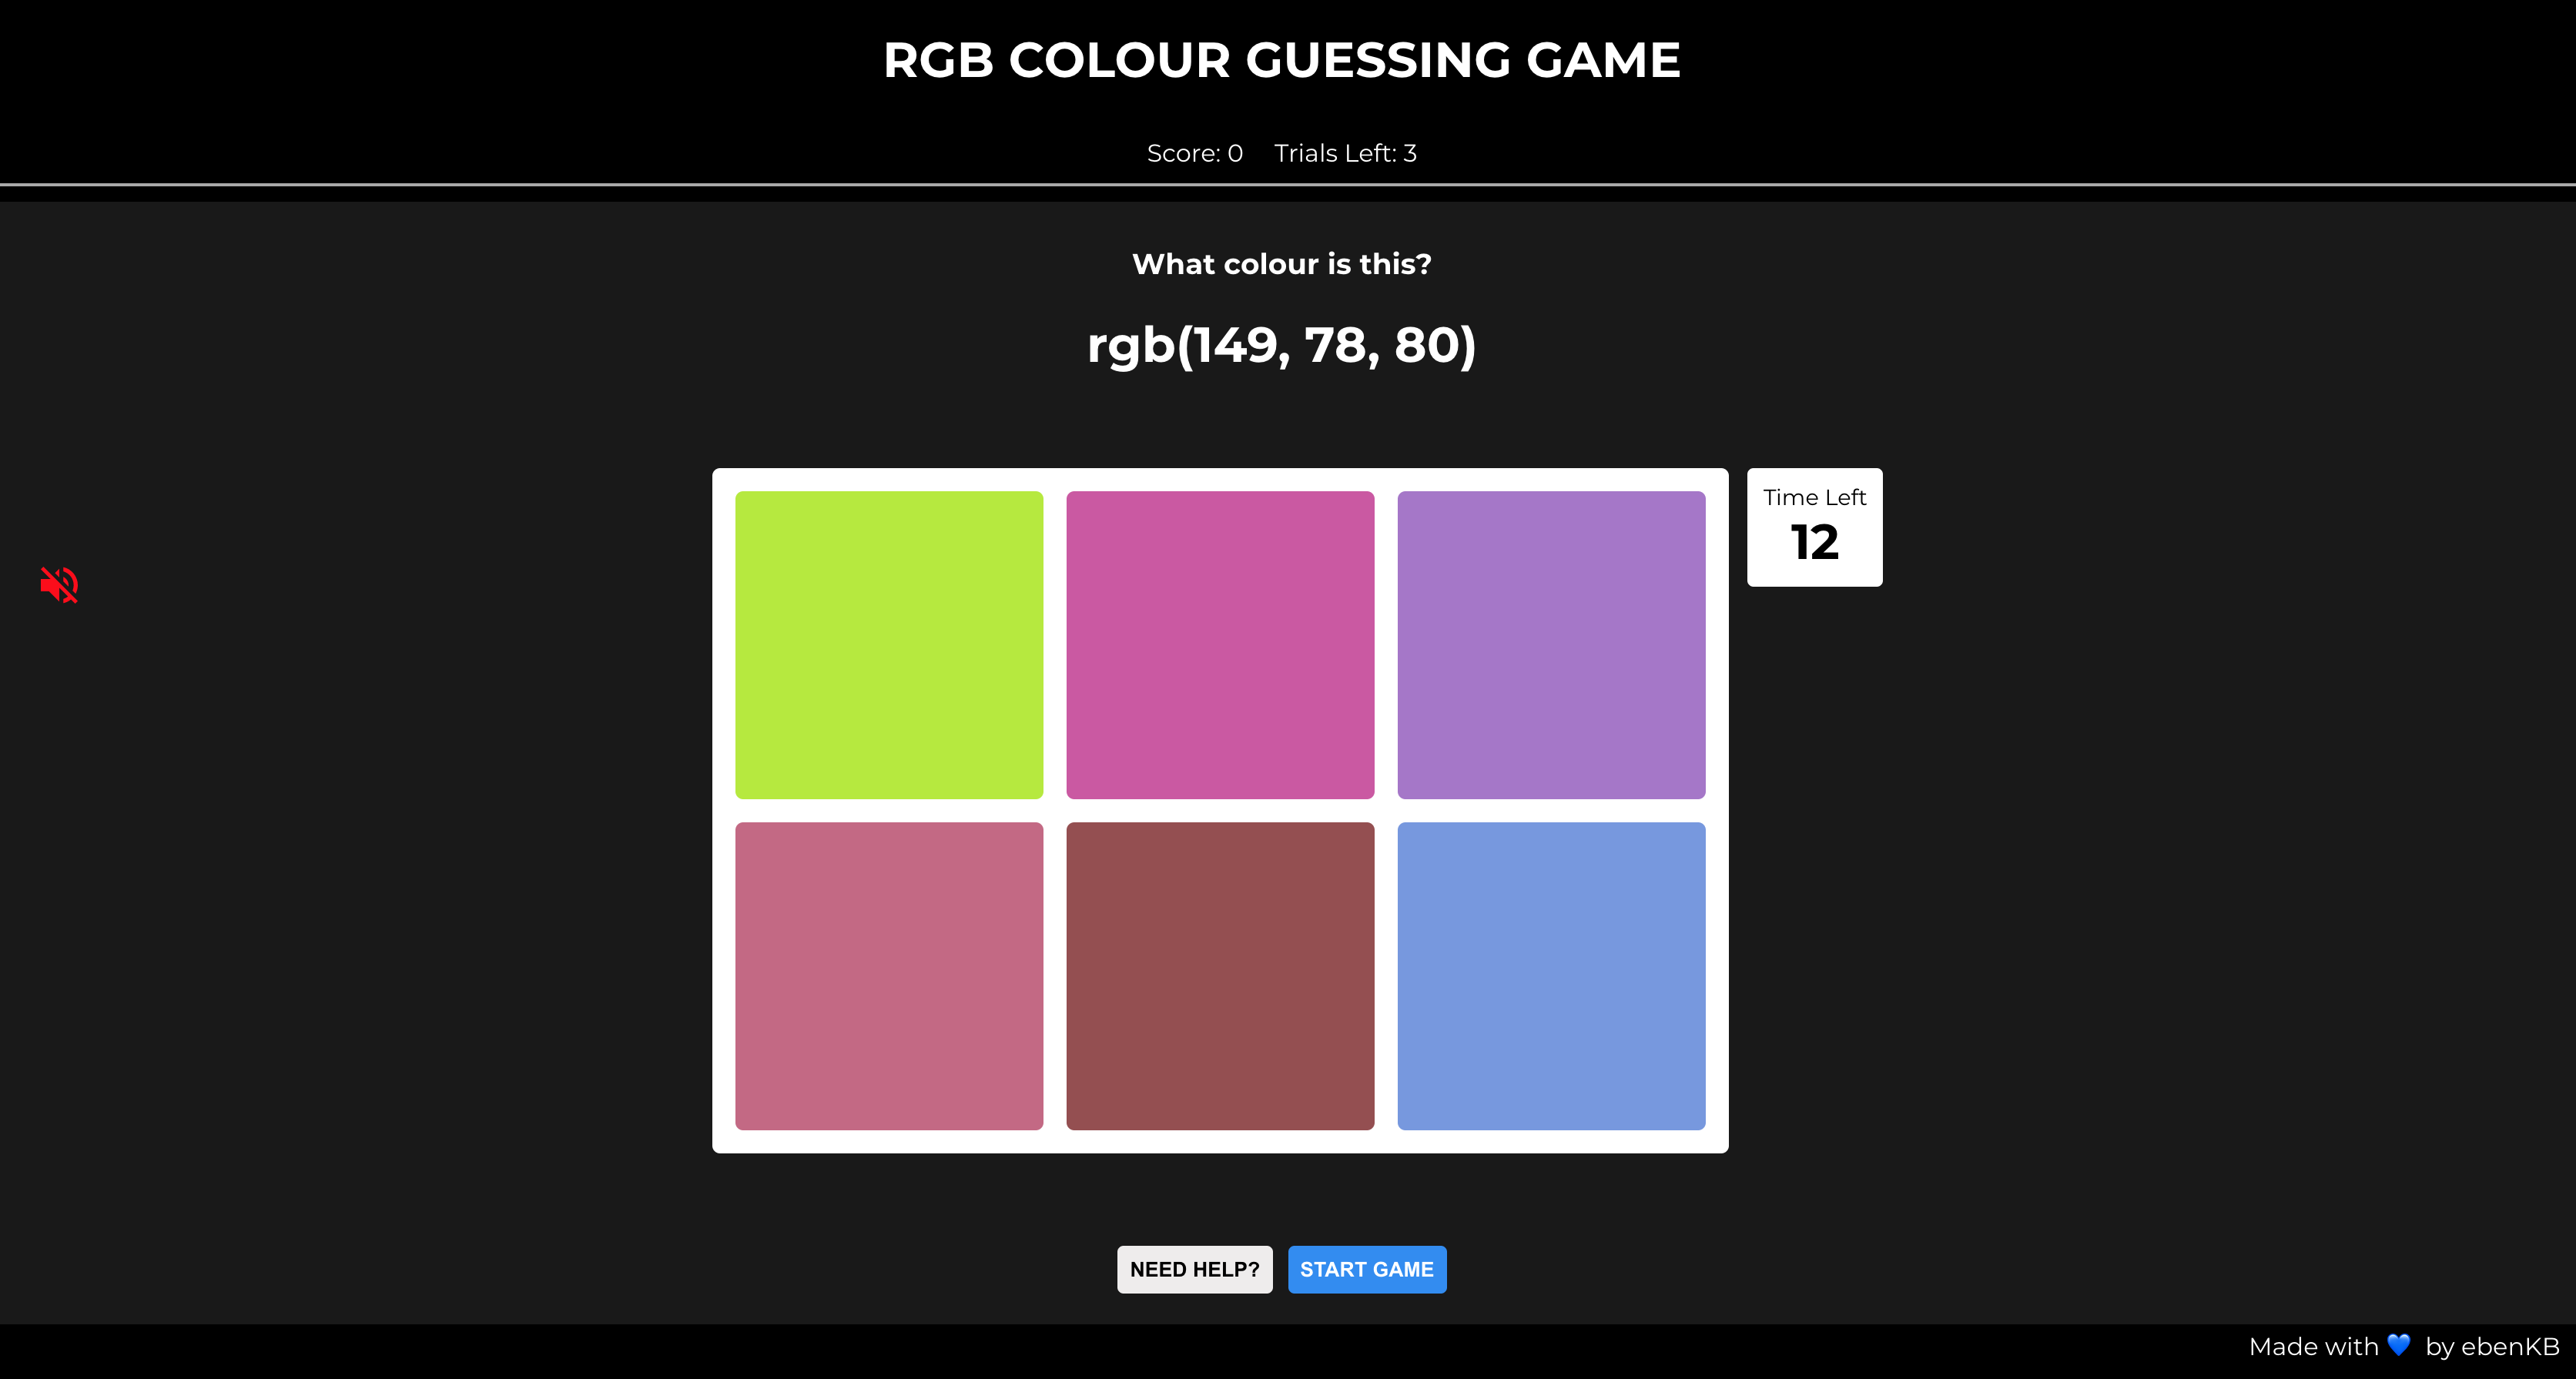 RGB COLOUR GUESSING GAME
Score: 0 Trials Left: 3
What colour is this?
rgb(149, 78, 80)
Time Left
12
NEED HELP? START GAME
Made with 💙 by ebenKB